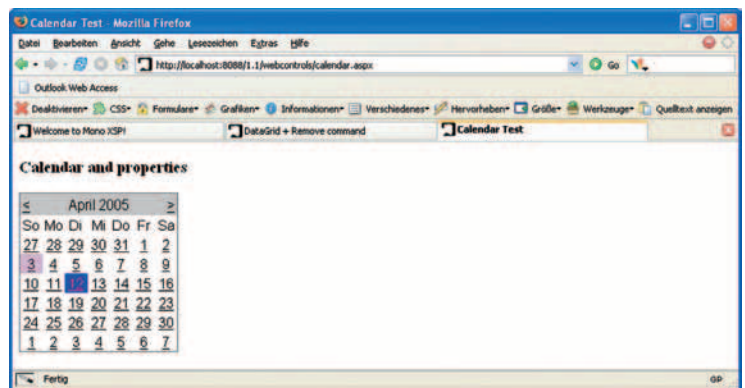 Calendar Test - Mozilla Firefox
Datei Bearbeiten Ansicht Gehe Lesezeichen Extras Hilfe
http://localhost:8088/1.1/webcontrols/calendar.aspx Go
Outlook Web Access
Deaktivieren CSS Formulare Grafiken Informationen Verschiedenes Hervorheben Größe Werkzeuge Quelltext anzeigen
Welcome to Mono XSP! DataGrid + Remove command Calendar Test
Calendar and properties
< April 2005 >
So Mo Di Mi Do Fr Sa
27 28 29 30 31 1 2
3 4 5 6 7 8 9
10 11 12 13 14 15 16
17 18 19 20 21 22 23
24 25 26 27 28 29 30
1 2 3 4 5 6 7
Fertig GP